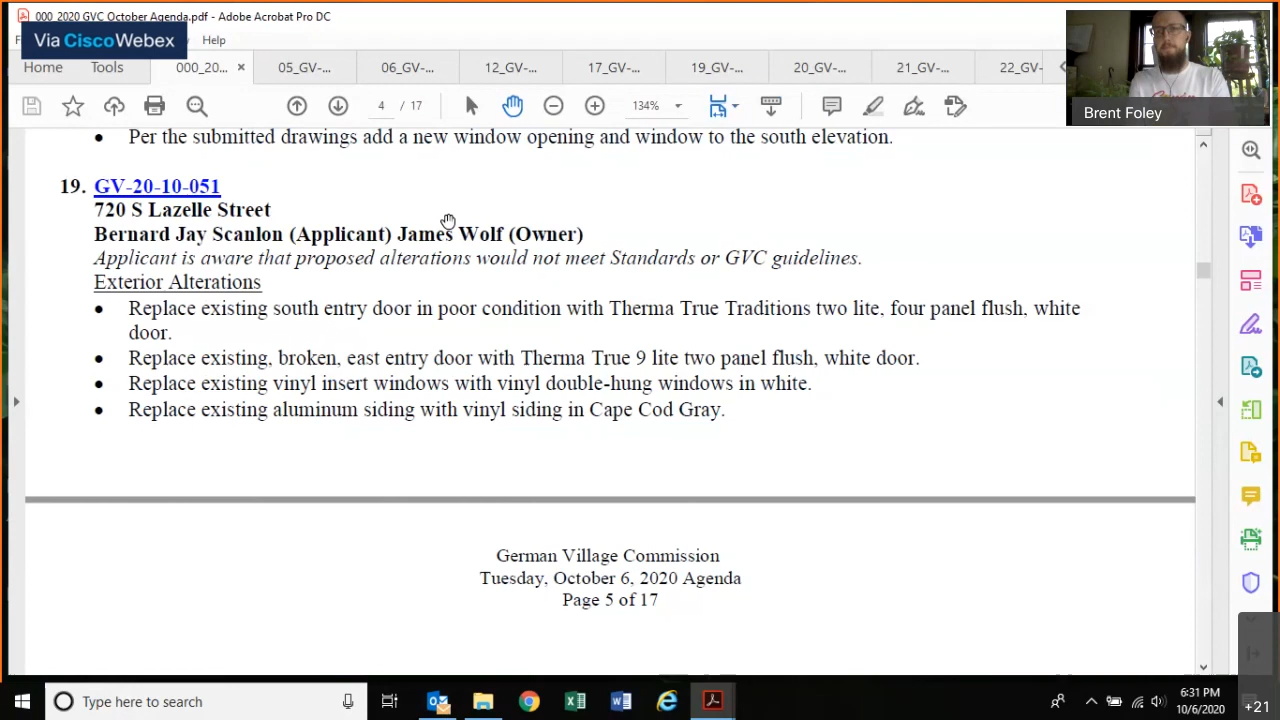 000_2020 GVC October Agenda.pdf - Adobe Acrobat Pro DC
Via CiscoWebex
Help
Home
Tools
000_20...
05_GV-...
06_GV-...
12_GV-...
17_GV-...
19_GV-...
20_GV-...
21_GV-...
22_GV-
4 / 17
134%
Brent Foley
• Per the submitted drawings add a new window opening and window to the south elevation.
19. GV-20-10-051
720 S Lazelle Street
Bernard Jay Scanlon (Applicant) James Wolf (Owner)
Applicant is aware that proposed alterations would not meet Standards or GVC guidelines.
Exterior Alterations
• Replace existing south entry door in poor condition with Therma True Traditions two lite, four panel flush, white
door.
• Replace existing, broken, east entry door with Therma True 9 lite two panel flush, white door.
• Replace existing vinyl insert windows with vinyl double-hung windows in white.
• Replace existing aluminum siding with vinyl siding in Cape Cod Gray.
German Village Commission
Tuesday, October 6, 2020 Agenda
Page 5 of 17
Type here to search
6:31 PM
10/6/2020
+21